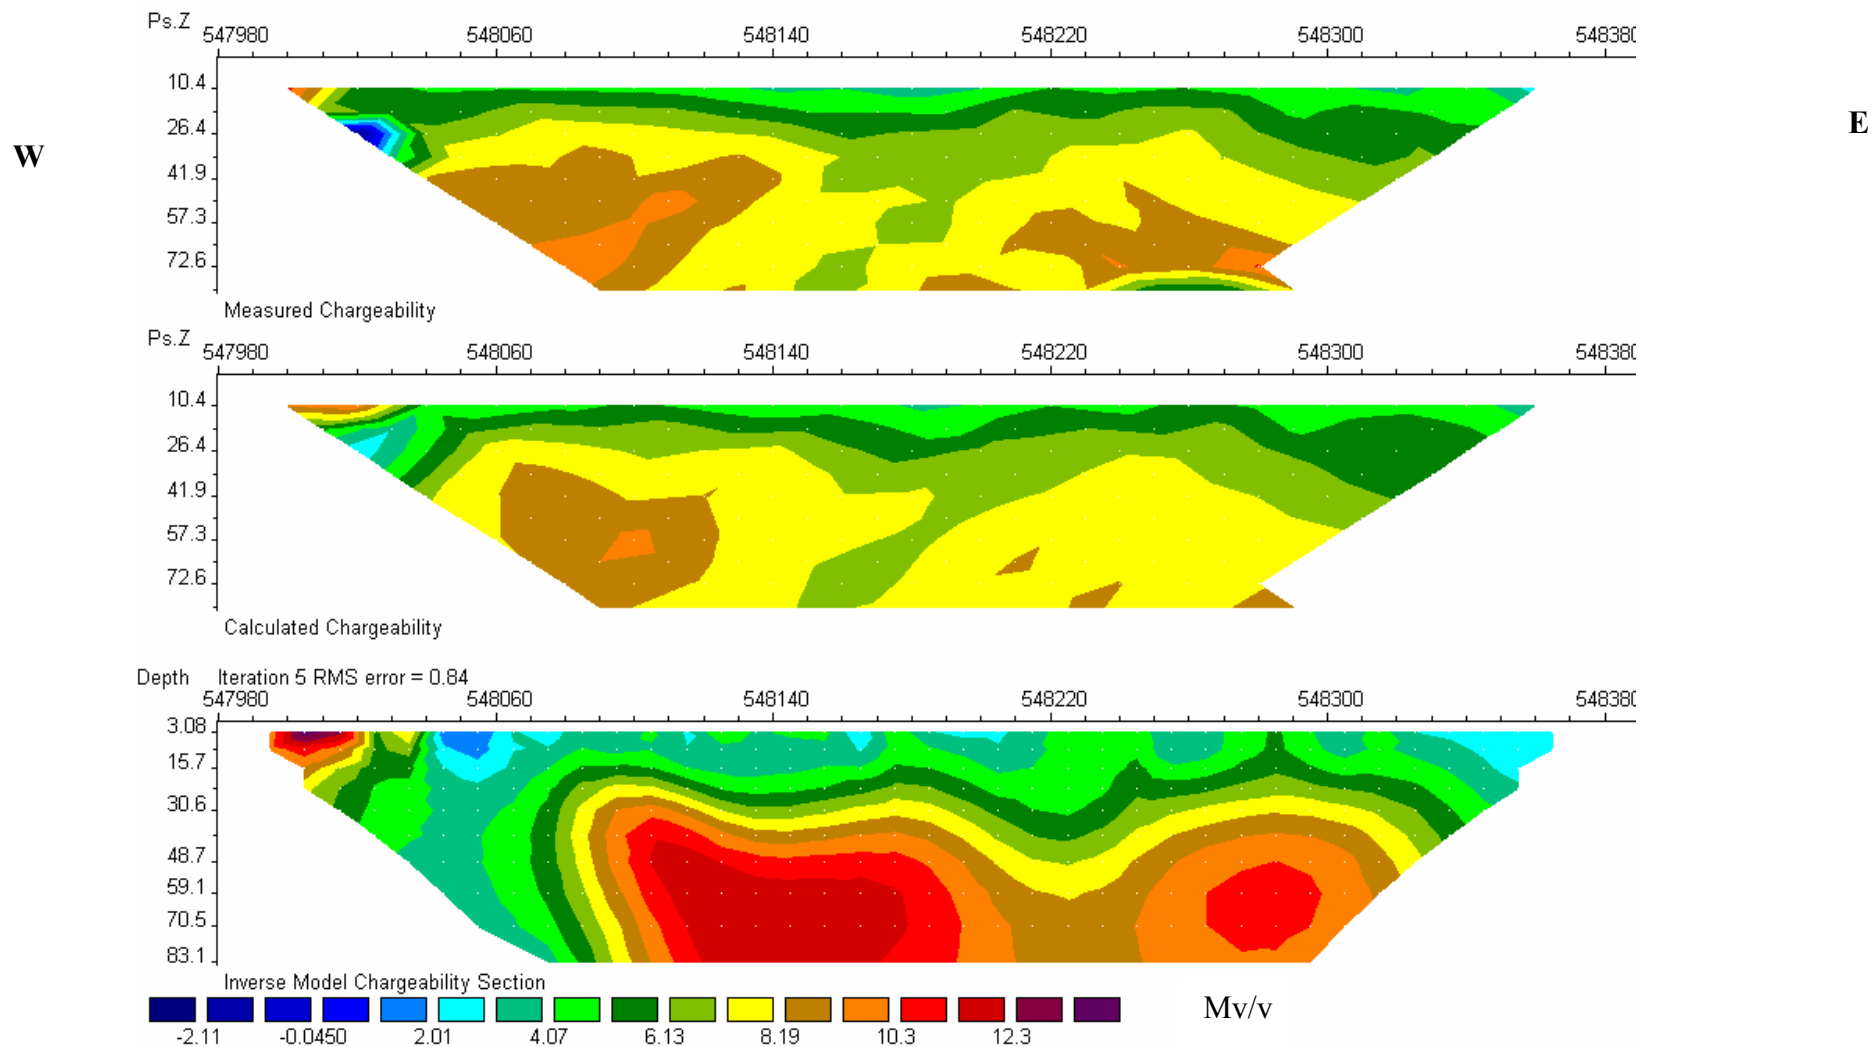 Ps.Z
547980 548060 548140 548220 548300 548380
10.4
E
26.4
W
41.9
57.3
72.6
Measured Chargeability
Ps.Z
547980 548060 548140 548220 548300 548380
10.4
26.4
41.9
57.3
72.6
Calculated Chargeability
Depth Iteration 5 RMS error = 0.84
547980 548060 548140 548220 548300 548380
3.08
15.7
30.6
48.7
59.1
70.5
83.1
Inverse Model Chargeability Section
Mv/v
-2.11 -0.0450 2.01 4.07 6.13 8.19 10.3 12.3